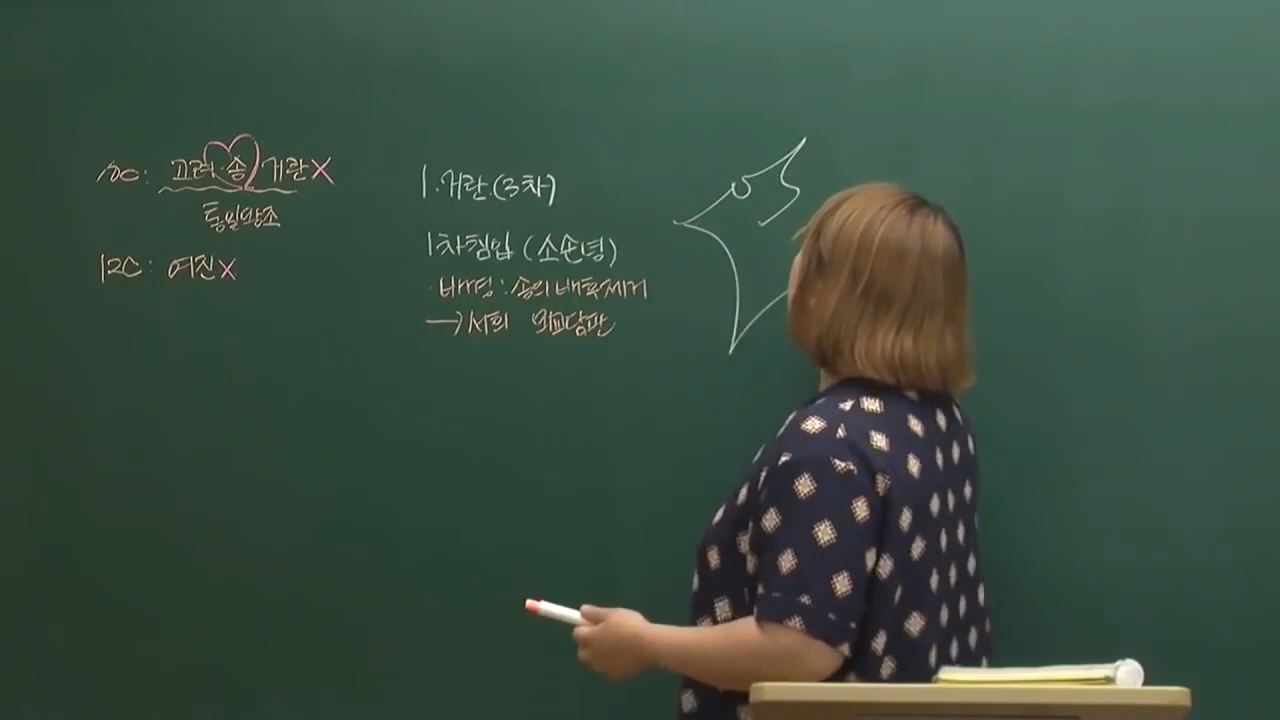 10C: 고려·송 거란X
통일왕조
12C: 여진X
1. 거란.(3차)
1차침입 (소손녕)
·배경: 송의 배후제거
→서희 외교담판